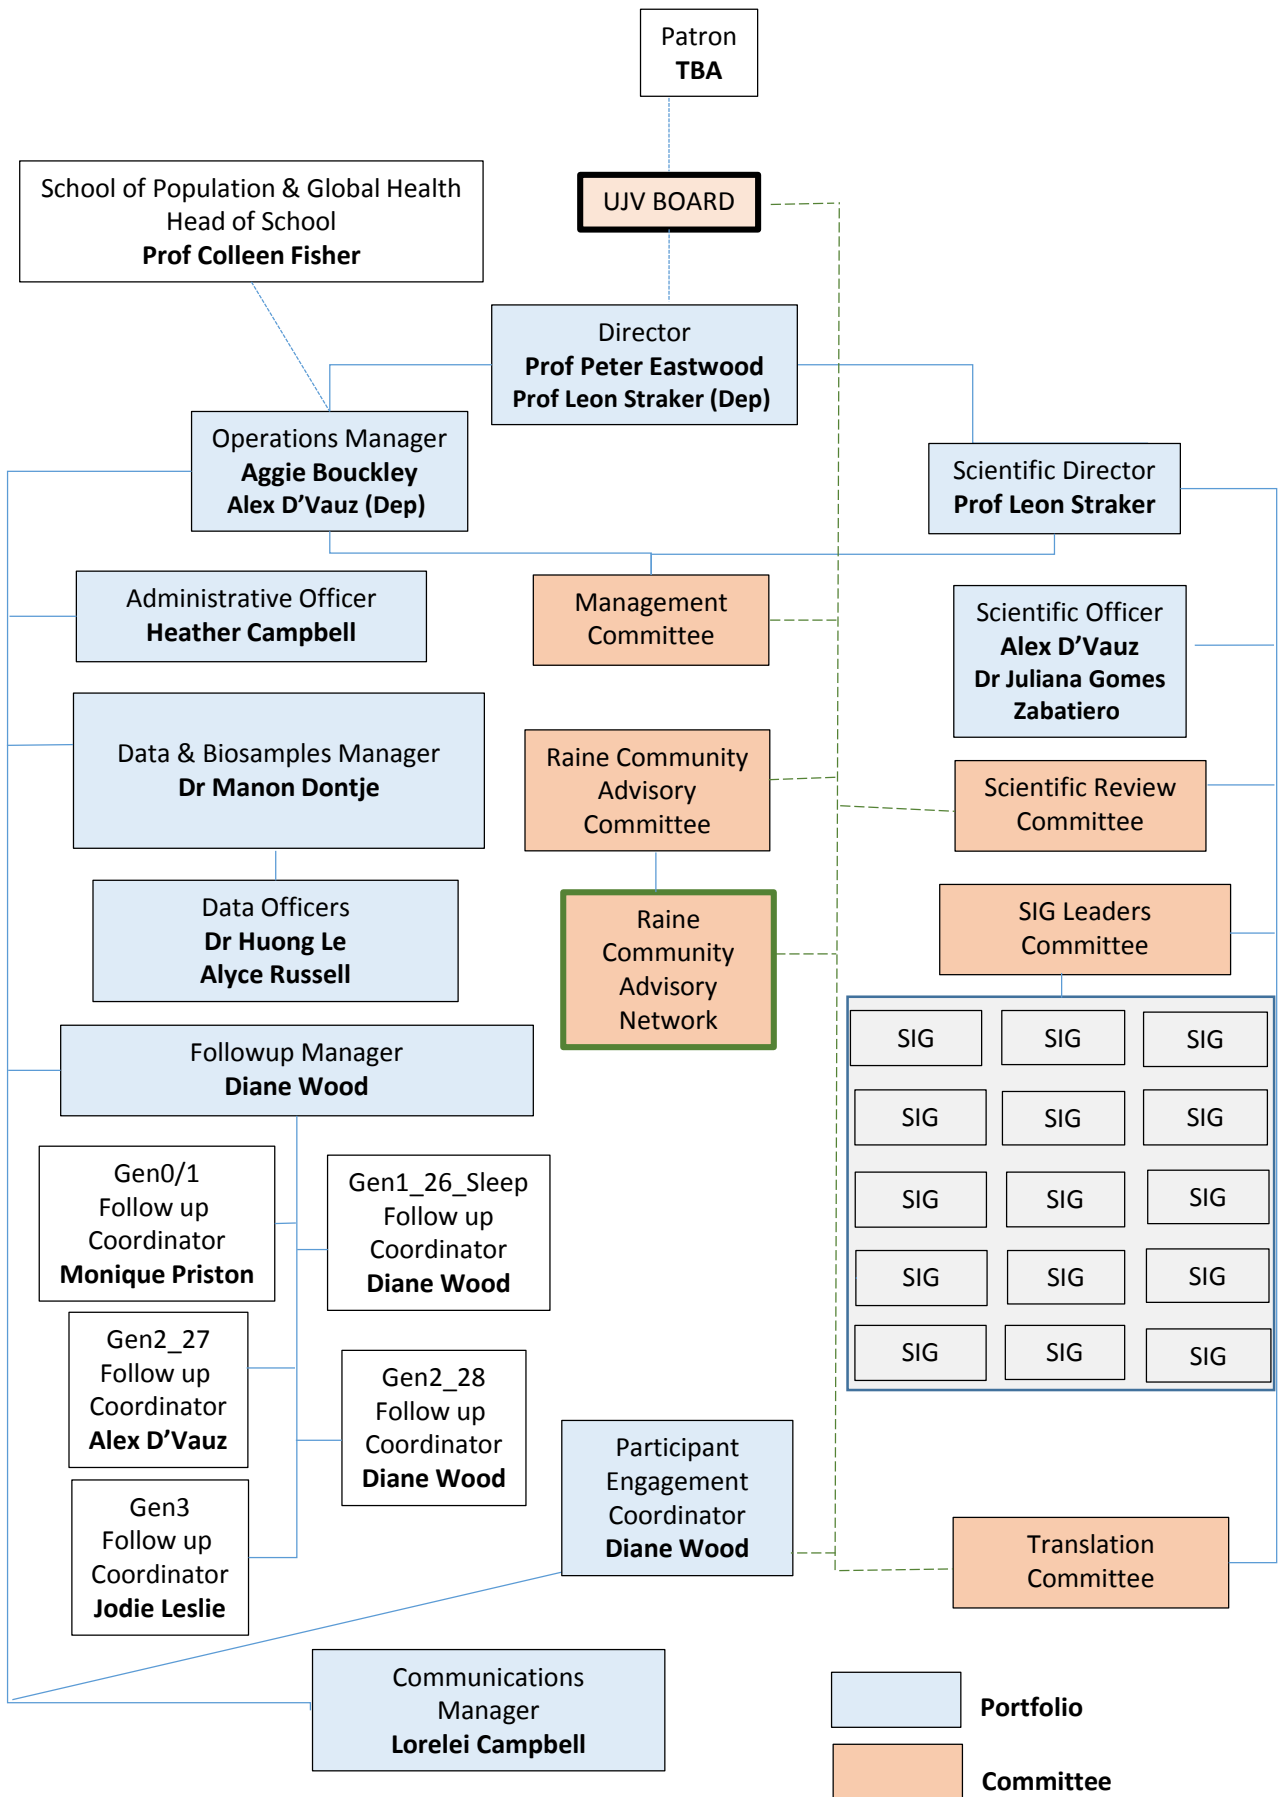 Patron
TBA
School of Population & Global Health
Head of School
Prof Colleen Fisher
UJV BOARD
Director
Prof Peter Eastwood
Prof Leon Straker (Dep)
Operations Manager
Aggie Bouckley
Alex D’Vauz (Dep)
Scientific Director
Prof Leon Straker
Administrative Officer
Heather Campbell
Management
Committee
Scientific Officer
Alex D’Vauz
Dr Juliana Gomes
Zabatiero
Data & Biosamples Manager
Dr Manon Dontje
Raine Community
Advisory
Committee
Scientific Review
Committee
Data Officers
Dr Huong Le
Alyce Russell
Raine
Community
Advisory
Network
SIG Leaders
Committee
SIG SIG SIG
SIG SIG SIG
SIG SIG SIG
SIG SIG SIG
SIG SIG SIG
Followup Manager
Diane Wood
Gen0/1
Follow up
Coordinator
Monique Priston
Gen1_26_Sleep
Follow up
Coordinator
Diane Wood
Gen2_27
Follow up
Coordinator
Alex D’Vauz
Gen2_28
Follow up
Coordinator
Diane Wood
Gen3
Follow up
Coordinator
Jodie Leslie
Participant
Engagement
Coordinator
Diane Wood
Translation
Committee
Communications
Manager
Lorelei Campbell
Portfolio
Committee